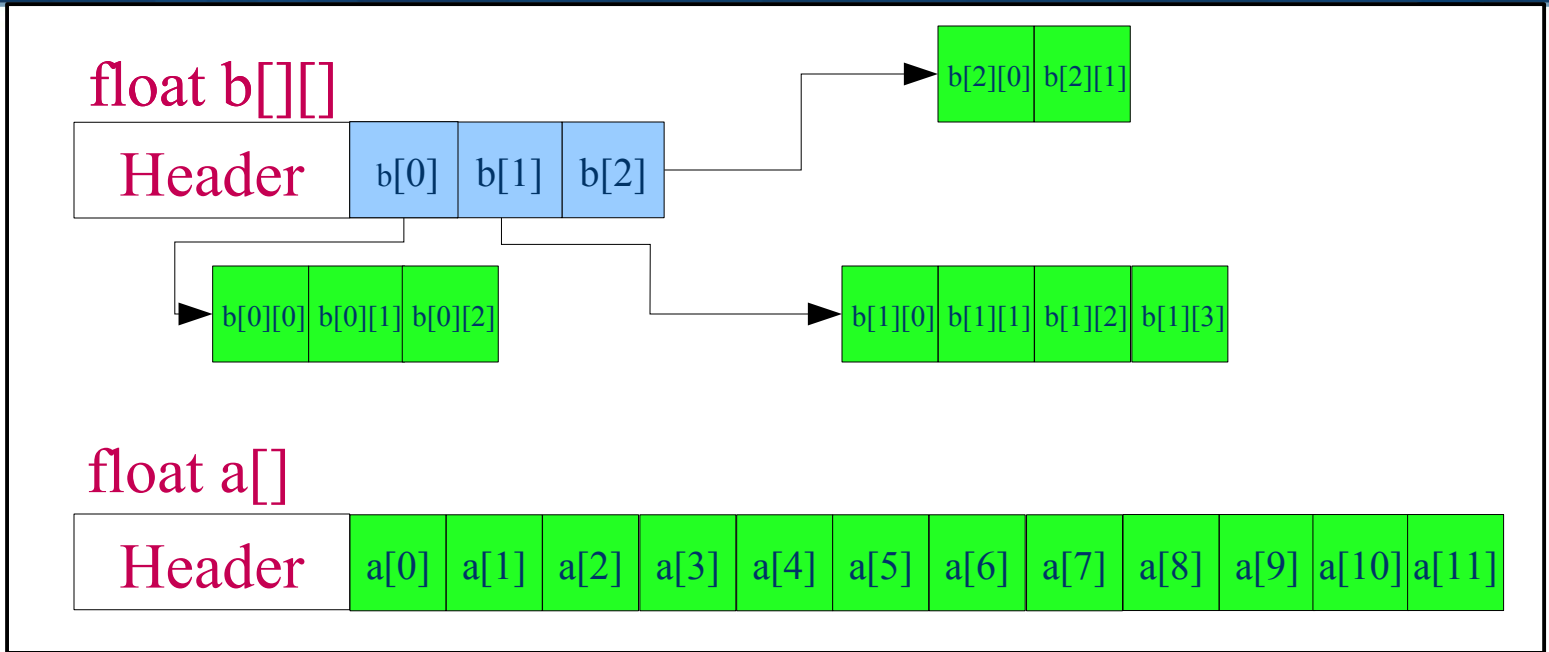 float b[][]
b[2][0] b[2][1]
Header b[0] b[1] b[2]
b[0][0] b[0][1] b[0][2] b[1][0] b[1][1] b[1][2] b[1][3]
float a[]
Header a[0] a[1] a[2] a[3] a[4] a[5] a[6] a[7] a[8] a[9] a[10] a[11]